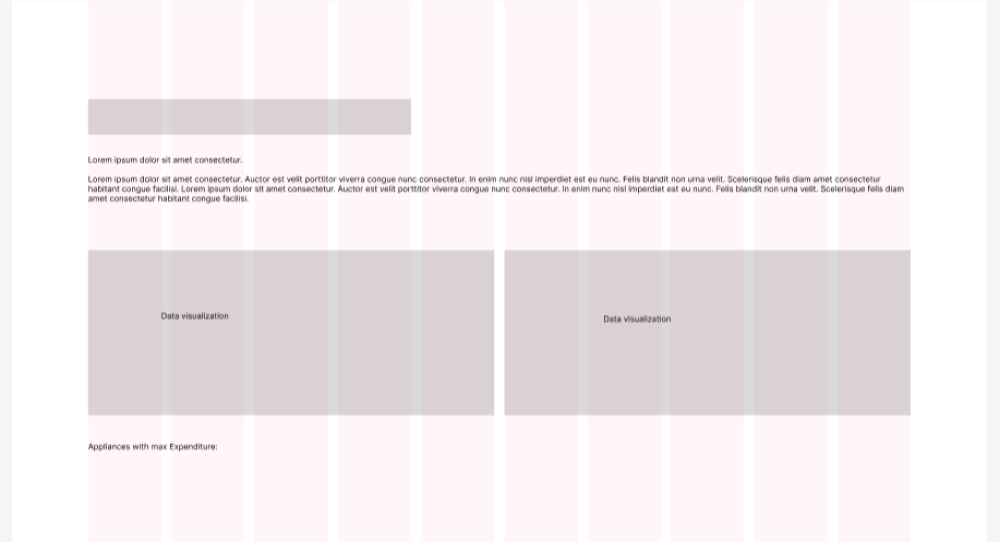 Lorem ipsum dolor sit amet consectetur.
Lorem ipsum dolor sit amet consectetur. Auctor est velit porttitor viverra congue nunc consectetur. In enim nunc nisl imperdiet est eu nunc. Felis blandit non urna velit. Scelerisque felis diam amet consectetur
habitant congue facilisi. Lorem ipsum dolor sit amet consectetur. Auctor est velit porttitor viverra congue nunc consectetur. In enim nunc nisl imperdiet est eu nunc. Felis blandit non urna velit. Scelerisque felis diam
amet consectetur habitant congue facilisi.
Data visualization
Data visualization
Appliances with max Expenditure: